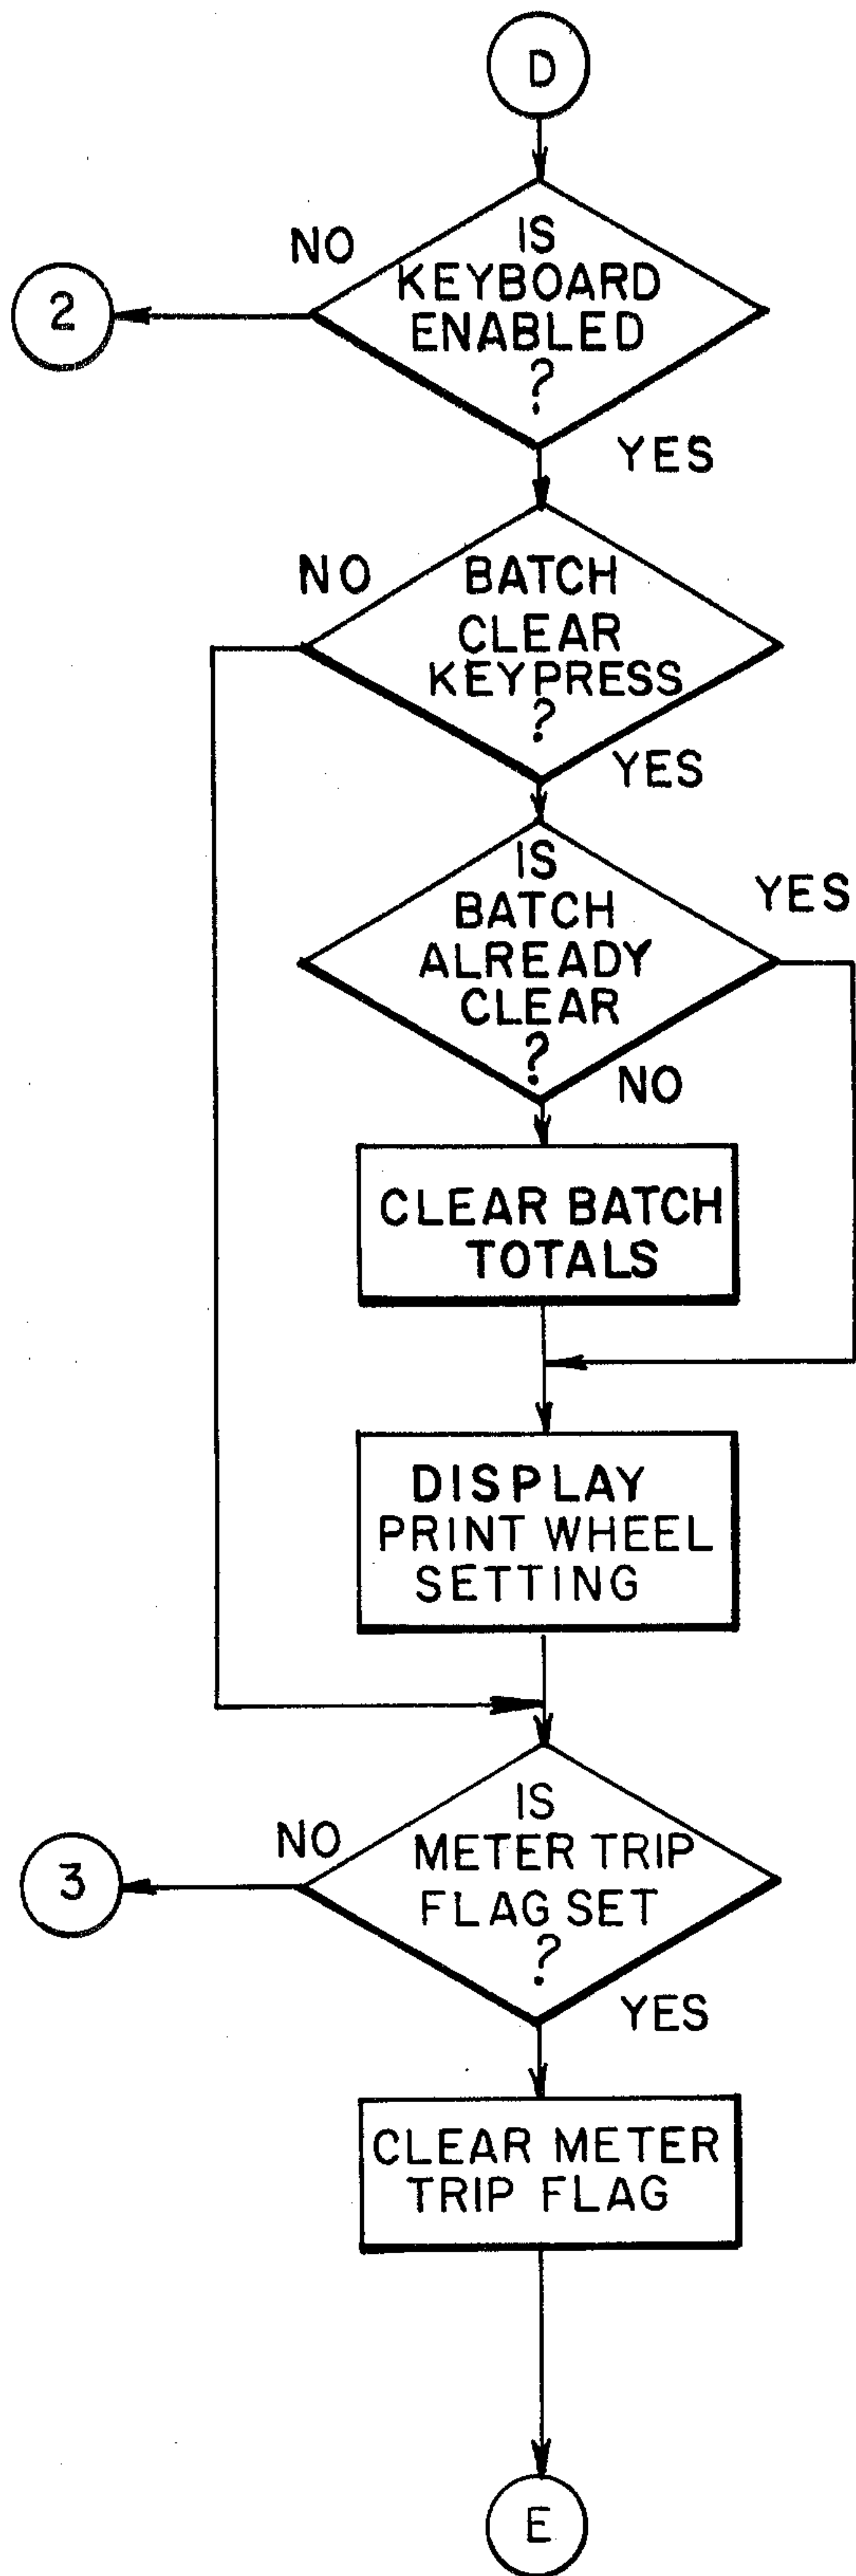 D
NO
IS
KEYBOARD
ENABLED
?
2
YES
NO
BATCH
CLEAR
KEYPRESS
?
YES
IS
BATCH
ALREADY
CLEAR
?
YES
NO
CLEAR BATCH
TOTALS
DISPLAY
PRINT WHEEL
SETTING
NO
IS
METER TRIP
FLAG SET
?
3
YES
CLEAR METER
TRIP FLAG
E